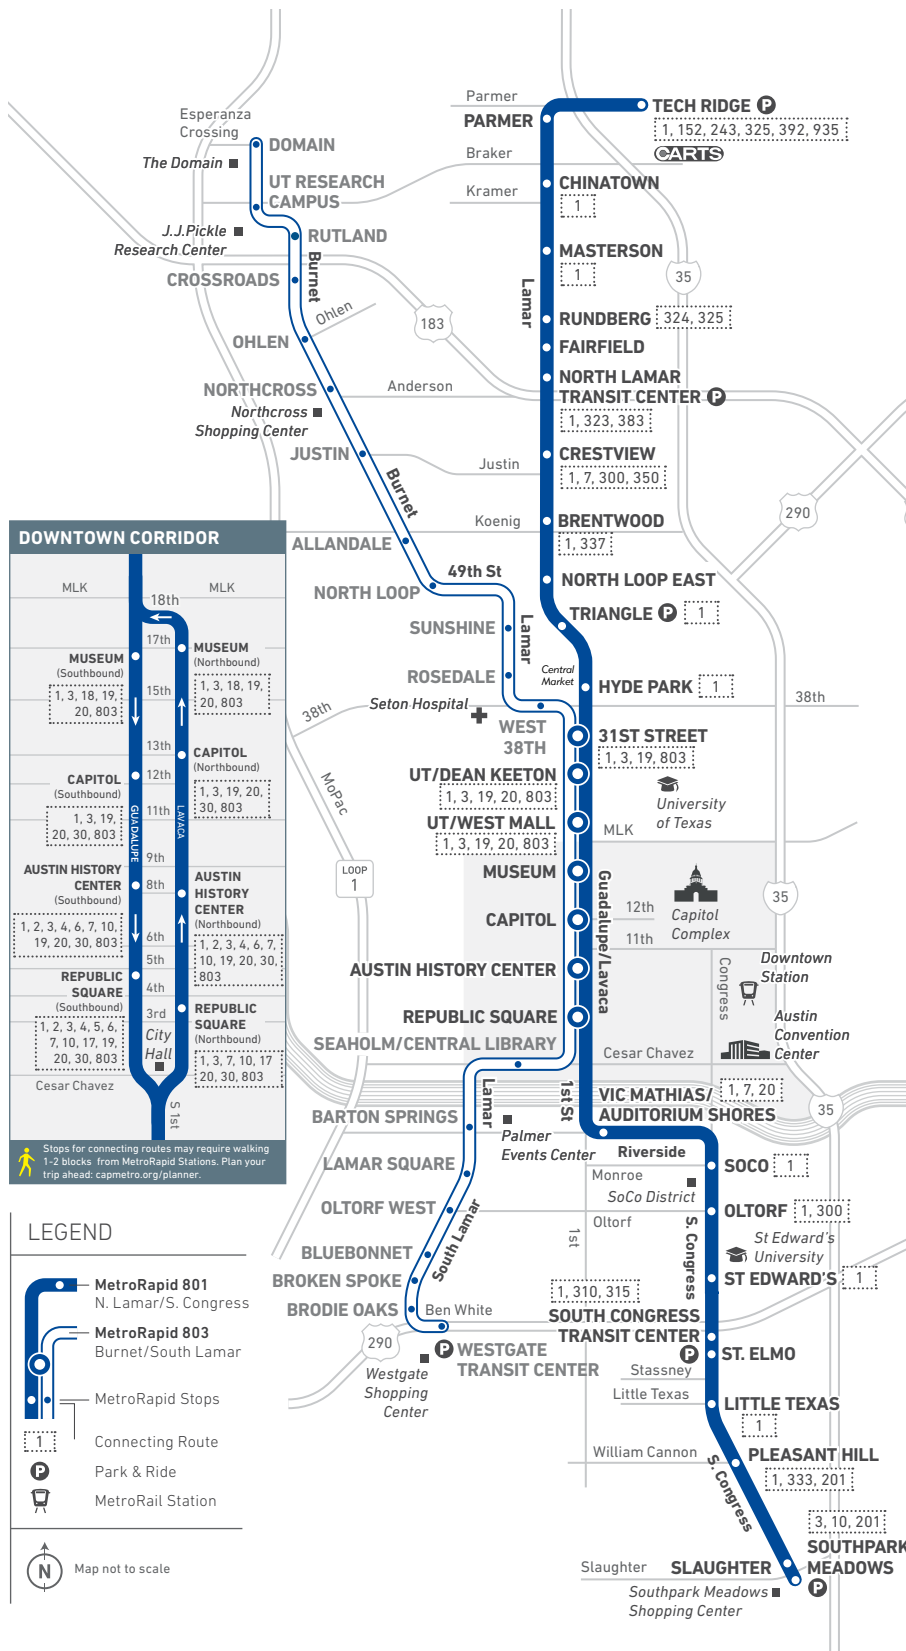 Parmer
TECH RIDGE P
PARMER
1, 152, 243, 325, 392, 935
CARTS
Esperanza
Crossing
DOMAIN
The Domain
Braker
UT RESEARCH
CAMPUS
Kramer
CHINATOWN
1
J.J.Pickle
Research Center
RUTLAND
Burnet
MASTERSON
1
CROSSROADS
35
Lamar
Ohlen
183
RUNDBERG 324, 325
OHLEN
FAIRFIELD
NORTH LAMAR
TRANSIT CENTER P
1, 323, 383
NORTHCROSS
Anderson
Northcross
Shopping Center
JUSTIN
Justin
CRESTVIEW
1, 7, 300, 350
Burnet
290
Koenig
BRENTWOOD
1, 337
ALLANDALE
49th St
NORTH LOOP
NORTH LOOP EAST
SUNSHINE
Lamar
TRIANGLE P 1
ROSEDALE
Central
Market
HYDE PARK 1
Seton Hospital
38th
38th
WEST
38TH
31ST STREET
1, 3, 19, 803
MoPac
UT/DEAN KEETON
1, 3, 19, 20, 803
University
of Texas
UT/WEST MALL
1, 3, 19, 20, 803
MLK
LOOP
1
MUSEUM
Guadalupe/Lavaca
35
CAPITOL
12th
11th
Capitol
Complex
AUSTIN HISTORY CENTER
Congress
Downtown
Station
REPUBLIC SQUARE
Austin
Convention
Center
SEAHOLM/CENTRAL LIBRARY
Cesar Chavez
Lamar
1st St
VIC MATHIAS/
AUDITORIUM SHORES
1, 7, 20
35
BARTON SPRINGS
Palmer
Events Center
Riverside
LAMAR SQUARE
Monroe
SOCO 1
SoCo District
OLTORF WEST
Oltorf
OLTORF 1, 300
1st
S. Congress
South Lamar
St Edward's
University
BLUEBONNET
BROKEN SPOKE
ST EDWARD'S 1
1, 310, 315
BRODIE OAKS
Ben White
SOUTH CONGRESS
TRANSIT CENTER
P
290
P WESTGATE
TRANSIT CENTER
Westgate
Shopping
Center
ST. ELMO
Stassney
Little Texas
LITTLE TEXAS
1
William Cannon
PLEASANT HILL
1, 333, 201
S. Congress
3, 10, 201
SOUTHPARK
MEADOWS
P
Slaughter
SLAUGHTER
Southpark Meadows
Shopping Center
DOWNTOWN CORRIDOR
MLK
MLK
18th
17th
MUSEUM
(Southbound)
1, 3, 18, 19,
20, 803
MUSEUM
(Northbound)
1, 3, 18, 19,
20, 803
15th
13th
CAPITOL
(Northbound)
1, 3, 19, 20,
30, 803
12th
CAPITOL
(Southbound)
1, 3, 19,
20, 30, 803
11th
GUADALUPE
LAVACA
9th
AUSTIN HISTORY
CENTER
(Southbound)
1, 2, 3, 4, 6, 7, 10,
19, 20, 30, 803
8th
AUSTIN
HISTORY
CENTER
(Northbound)
1, 2, 3, 4, 6, 7,
10, 19, 20, 30,
803
6th
5th
REPUBLIC
SQUARE
(Southbound)
1, 2, 3, 4, 5, 6,
7, 10, 17, 19,
20, 30, 803
4th
3rd
REPUBLIC
SQUARE
(Northbound)
1, 3, 7, 10, 17
20, 30, 803
City
Hall
Cesar Chavez
S 1st
Stops for connecting routes may require walking
1-2 blocks from MetroRapid Stations. Plan your
trip ahead: capmetro.org/planner.
LEGEND
MetroRapid 801
N. Lamar/S. Congress
MetroRapid 803
Burnet/South Lamar
MetroRapid Stops
1 Connecting Route
P Park & Ride
MetroRail Station
N Map not to scale